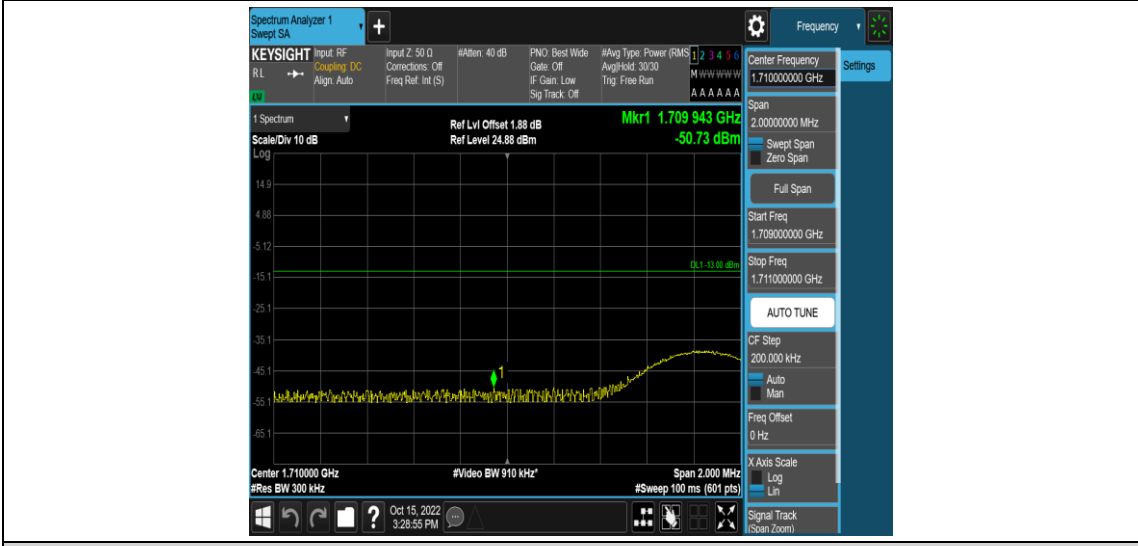 Spectrum Analyzer 1
Swept SA
+
Frequency
KEYSIGHT
RL
LXI
Input: RF
Coupling: DC
Align: Auto
Input Z: 50 Ω
Corrections: Off
Freq Ref: Int (S)
#Atten: 40 dB
PNO: Best Wide
Gate: Off
IF Gain: Low
Sig Track: Off
#Avg Type: Power (RMS
Avg|Hold: 30/30
Trig: Free Run
1 2 3 4 5 6
M W W W W W
A A A A A A
1 Spectrum
Scale/Div 10 dB
Ref Lvl Offset 1.88 dB
Ref Level 24.88 dBm
Mkr1 1.709 943 GHz
-50.73 dBm
Log
14.9
4.88
-5.12
-15.1
-25.1
-35.1
-45.1
-55.1
-65.1
DL1 -13.00 dBm
1
Center 1.710000 GHz
#Res BW 300 kHz
#Video BW 910 kHz*
Span 2.000 MHz
#Sweep 100 ms (601 pts)
?
Oct 15, 2022
3:28:55 PM
Center Frequency
1.710000000 GHz
Settings
Span
2.00000000 MHz
Swept Span
Zero Span
Full Span
Start Freq
1.709000000 GHz
Stop Freq
1.711000000 GHz
AUTO TUNE
CF Step
200.000 kHz
Auto
Man
Freq Offset
0 Hz
X Axis Scale
Log
Lin
Signal Track
(Span Zoom)